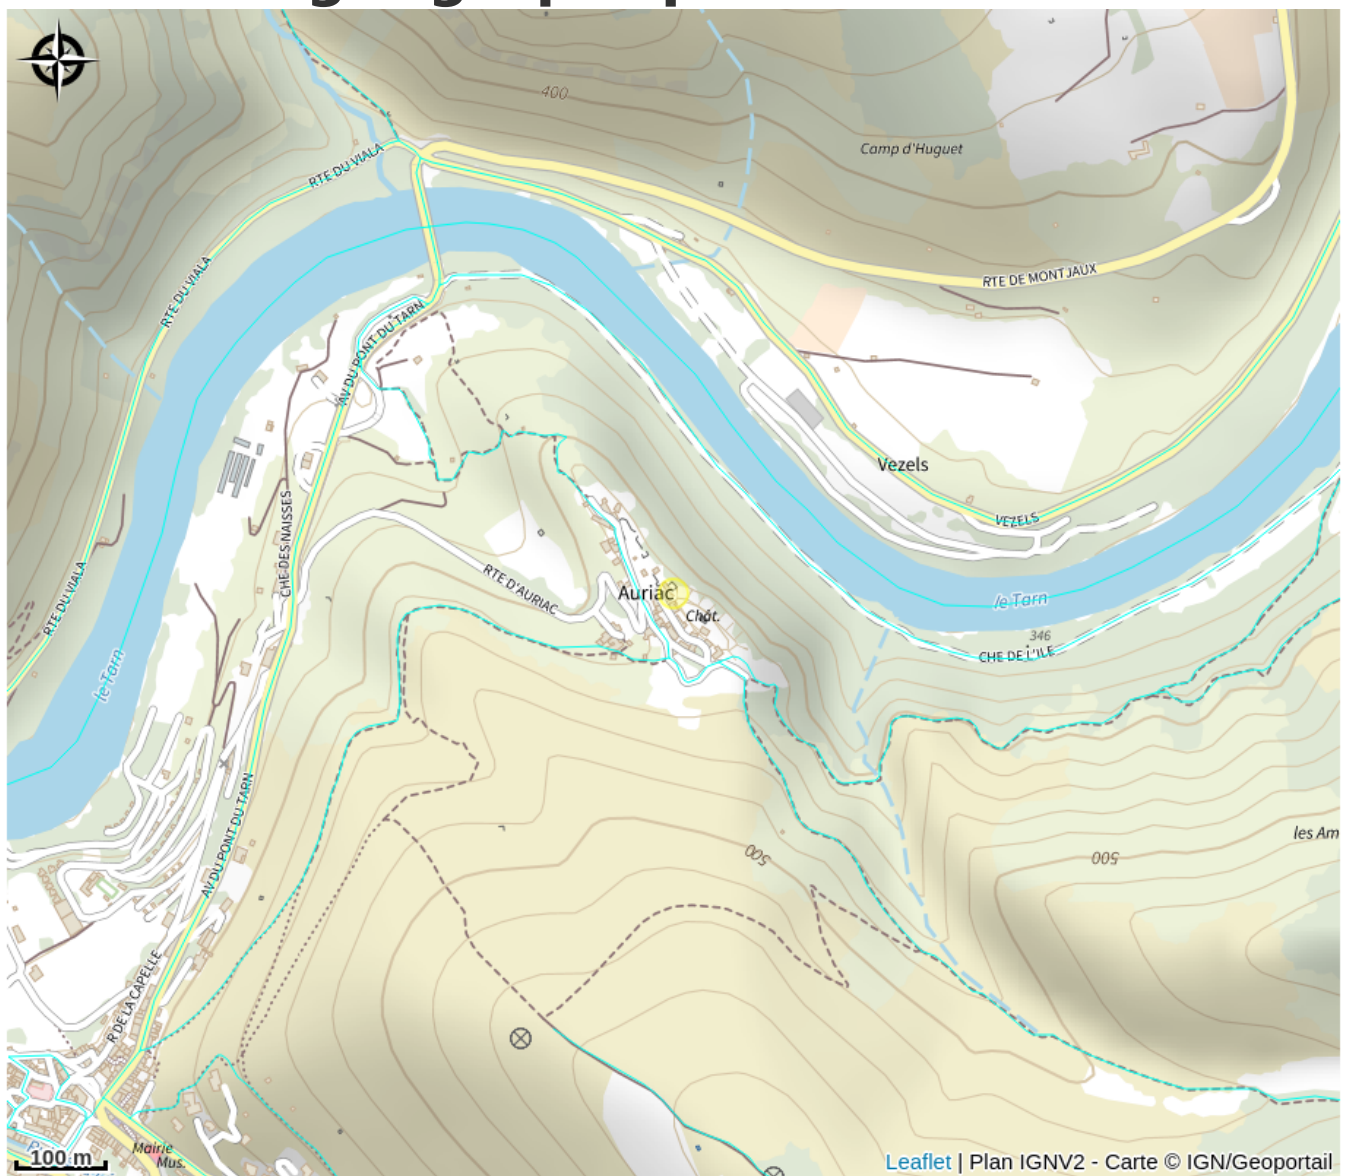 400
Camp d'Huguet
RTE DU VIALA
RTE DE MONTJAUX
RTE DU VIALA
AV DU PONT DU TARN
Vezels
VEZELS
CHE DES NAISSES
RTE D'AURIAC
Auriac
Chât.
le Tarn
RTE DU VIALA
346
CHE DE L'ILE
le Tarn
AV DU PONT DU TARN
les Am
500
500
R DE LA CAPELLE
Mairie
Mus.
100 m
Leaflet | Plan IGNV2 - Carte © IGN/Geoportail